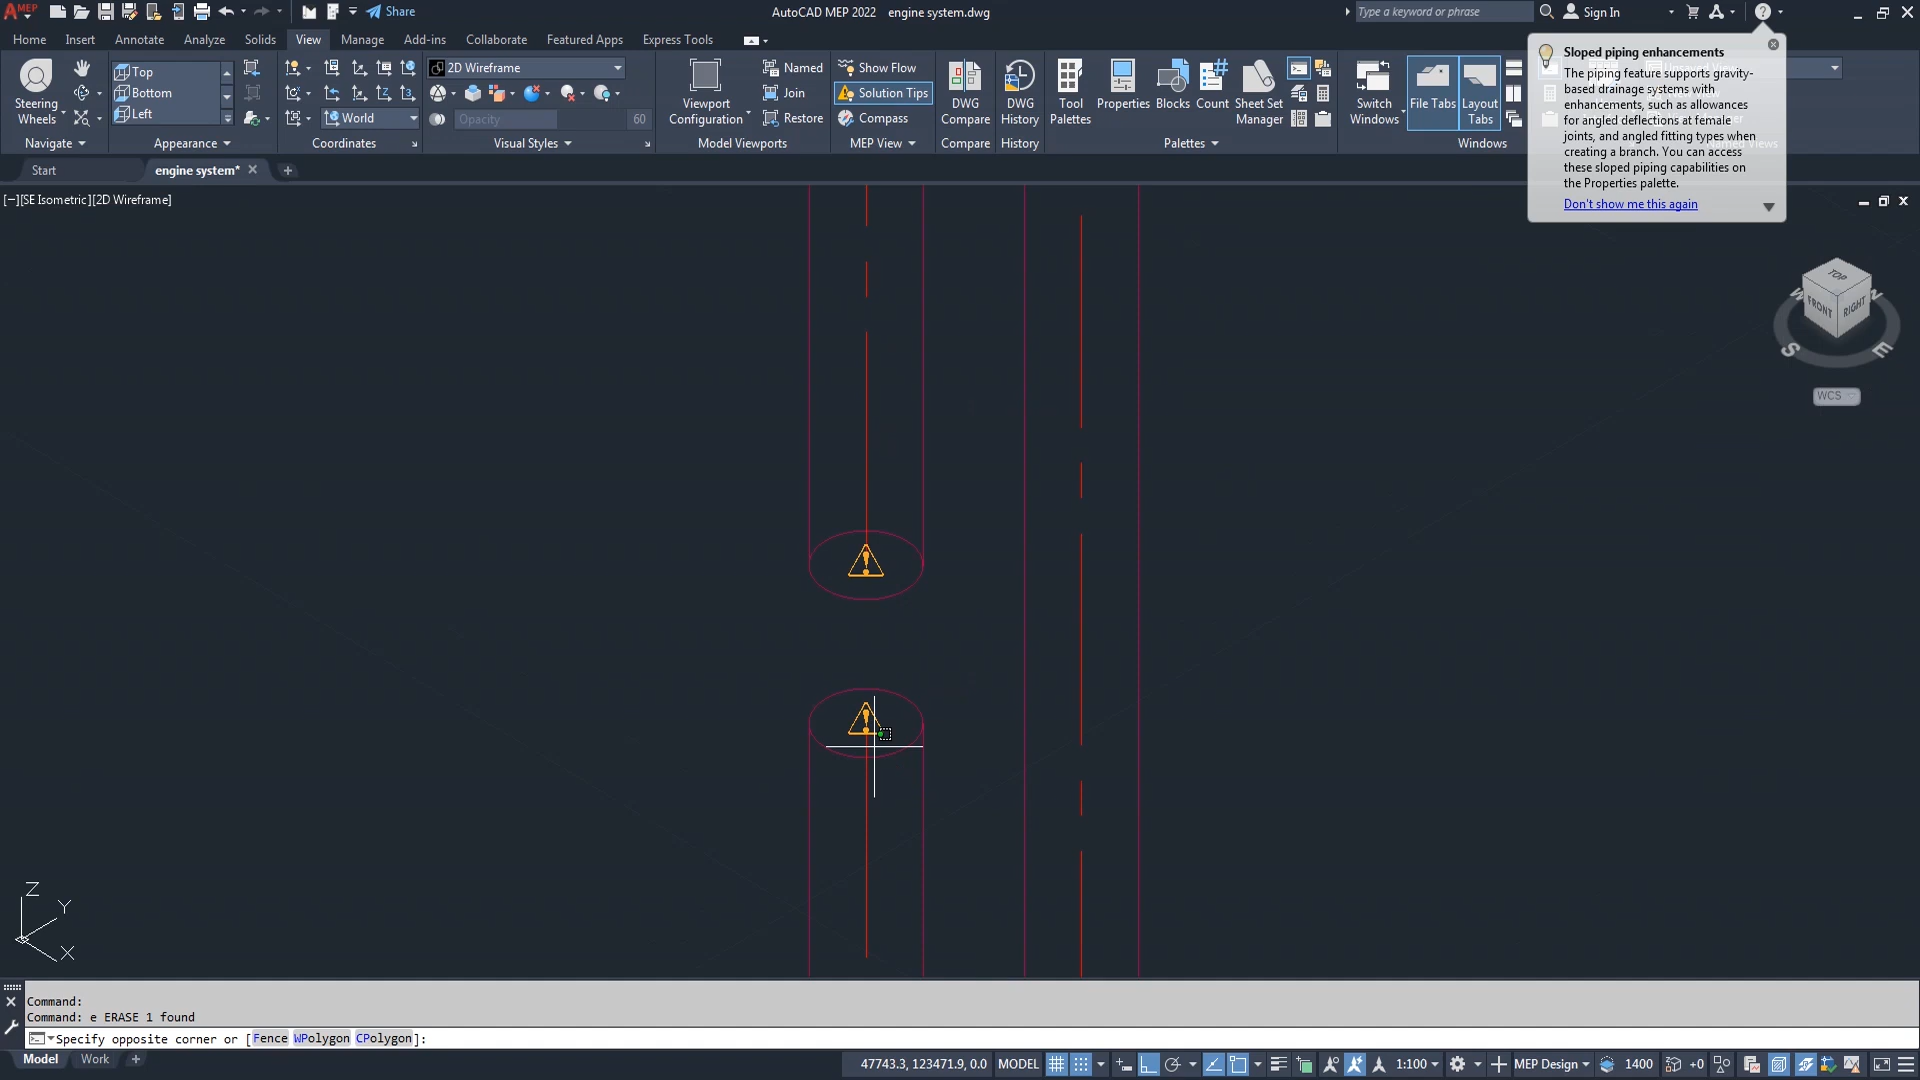 MEP
Share
AutoCAD MEP 2022 engine system.dwg
Type a keyword or phrase
Sign In
Home Insert Annotate Analyze Solids View Manage Add-ins Collaborate Featured Apps Express Tools
Steering
Wheels
Navigate
Top
Bottom
Left
Appearance
World
Coordinates
2D Wireframe
Opacity 60
Visual Styles
Viewport
Configuration
Named
Join
Restore
Model Viewports
Show Flow
Solution Tips
Compass
MEP View
DWG
Compare
Compare
DWG
History
History
Tool
Palettes
Properties
Blocks
Count
Sheet Set
Manager
Palettes
Switch
Windows
File Tabs
Layout
Tabs
Windows
Sloped piping enhancements
The piping feature supports gravity-
based drainage systems with
enhancements, such as allowances
for angled deflections at female
joints, and angled fitting types when
creating a branch. You can access
these sloped piping capabilities on
the Properties palette.
Don't show me this again
Start
engine system*
[−][SE Isometric][2D Wireframe]
TOP
FRONT
RIGHT
S
E
WCS
Z
Y
X
Command:
Command: e ERASE 1 found
Specify opposite corner or [Fence WPolygon CPolygon]:
Model Work +
47743.3, 123471.9, 0.0 MODEL
1:100
MEP Design
1400
+0